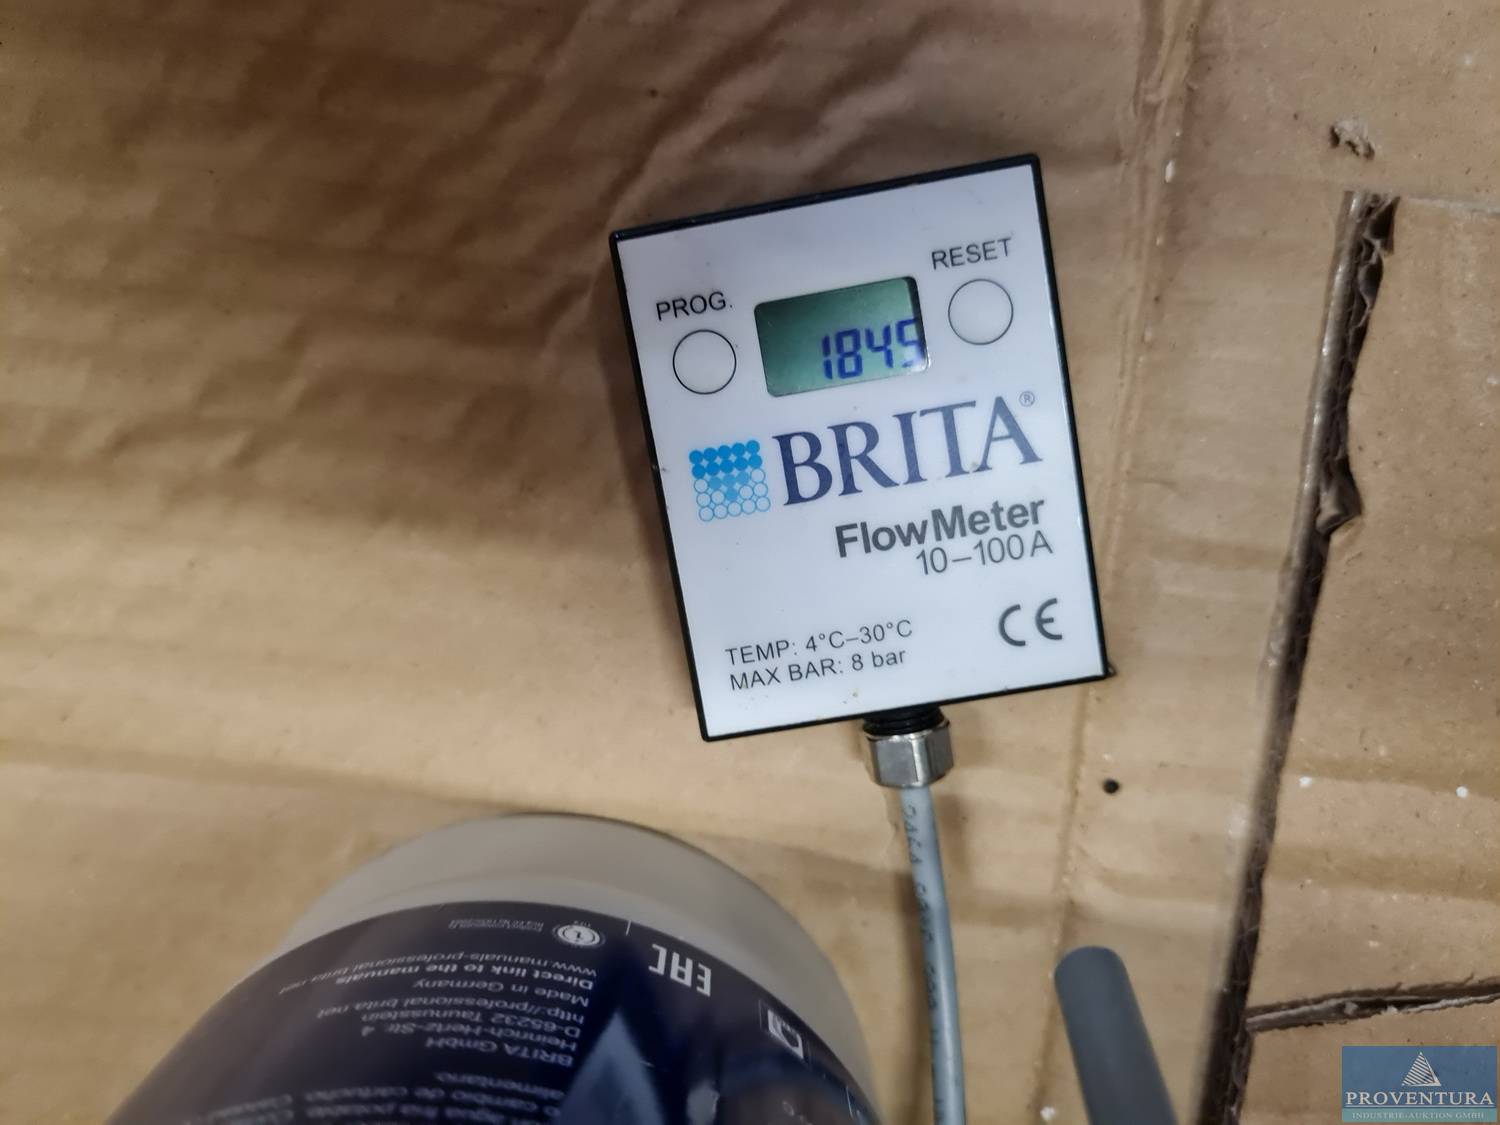 PROG.
RESET
1845
BRITA®
FlowMeter
10–100A
TEMP: 4°C–30°C
MAX BAR: 8 bar
CE
EAC
www.manuals-professional.brita.net
Direct link to the manuals
Made in Germany
http://professional.brita.net
D-65232 Taunusstein
Heinrich-Hertz-Str. 4
BRITA GmbH
PROVENTURA
INDUSTRIE-AUKTION GMBH